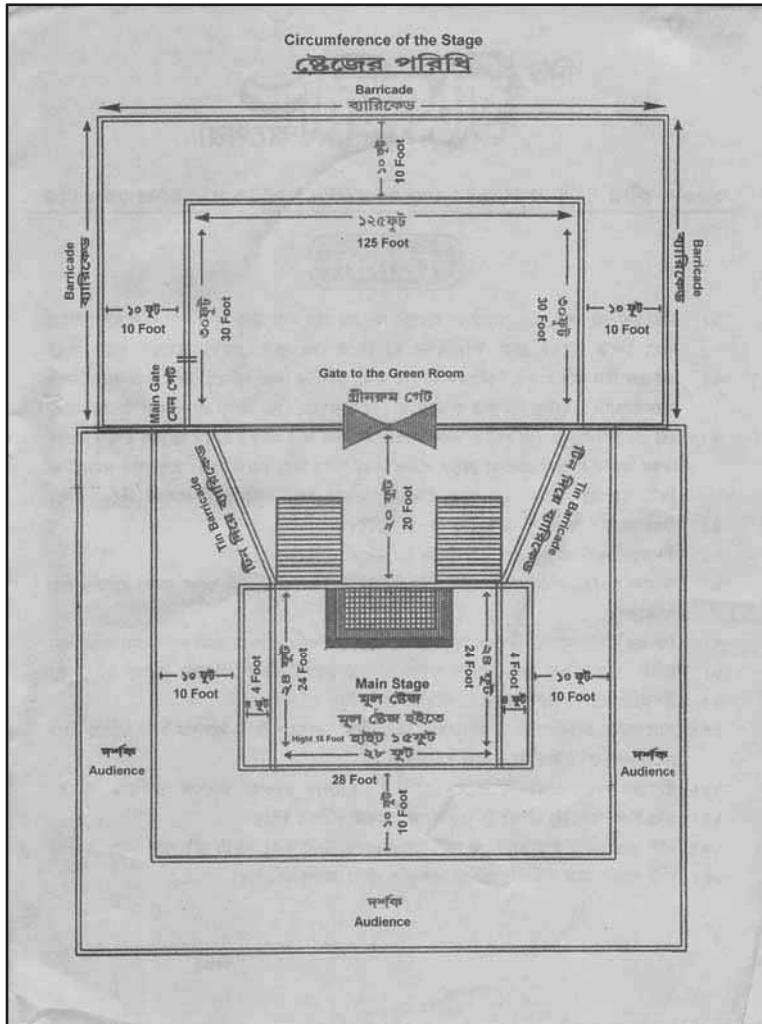 Circumference of the Stage
ষ্টেজের পরিধি
Barricade
ব্যারিকেড
Barricade
ব্যারিকেড
১০ ফুট
10 Foot
Barricade
ব্যারিকেড
১২৫ফুট
125 Foot
৩০ফুট
30 Foot
৩০ফুট
30 Foot
১০ ফুট
10 Foot
১০ ফুট
10 Foot
Main Gate
মেন গেট
Gate to the Green Room
গ্রীনরুম গেট
Tin Barricade
টিন দিয়ে ব্যারিকেড
২০ ফুট
20 Foot
টিন দিয়ে ব্যারিকেড
Tin Barricade
১০ ফুট
10 Foot
4 Foot
৪ ফুট
২৪ ফুট
24 Foot
২৪ ফুট
24 Foot
4 Foot
৪ ফুট
১০ ফুট
10 Foot
Main Stage
মূল ষ্টেজ
মূল ষ্টেজ হইতে
Hight 15 Foot হাইট ১৫ফুট
২৮ ফুট
28 Foot
দর্শক
Audience
দর্শক
Audience
১০ ফুট
10 Foot
দর্শক
Audience